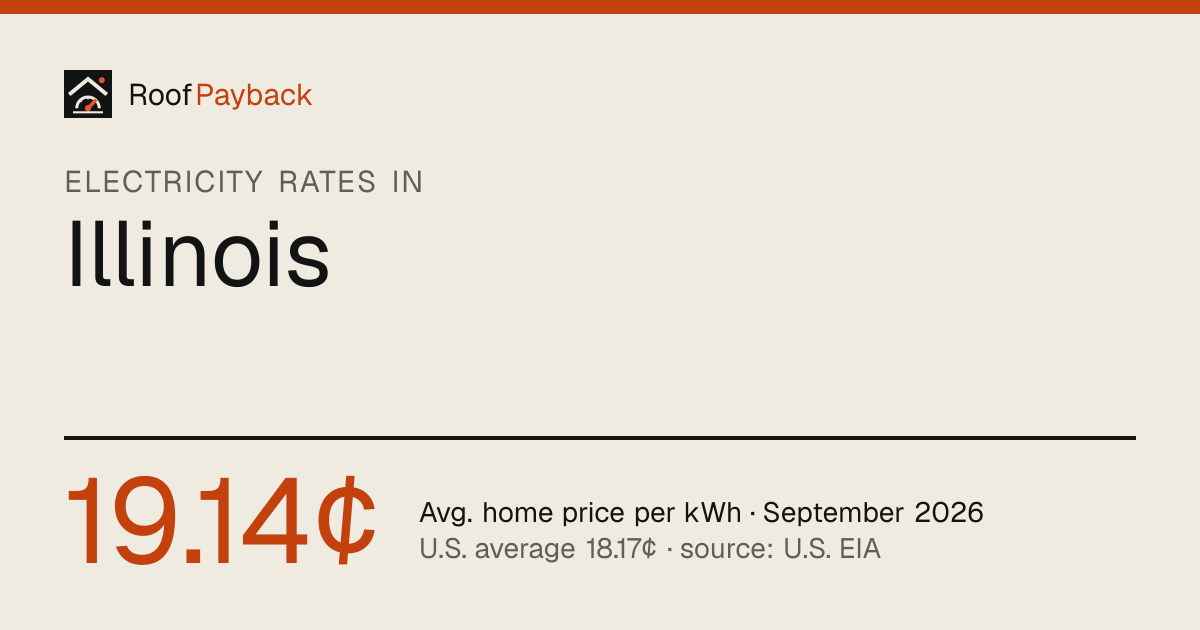 RoofPayback
ELECTRICITY RATES IN
Illinois
19.14¢
Avg. home price per kWh · September 2026
U.S. average 18.17¢ · source: U.S. EIA